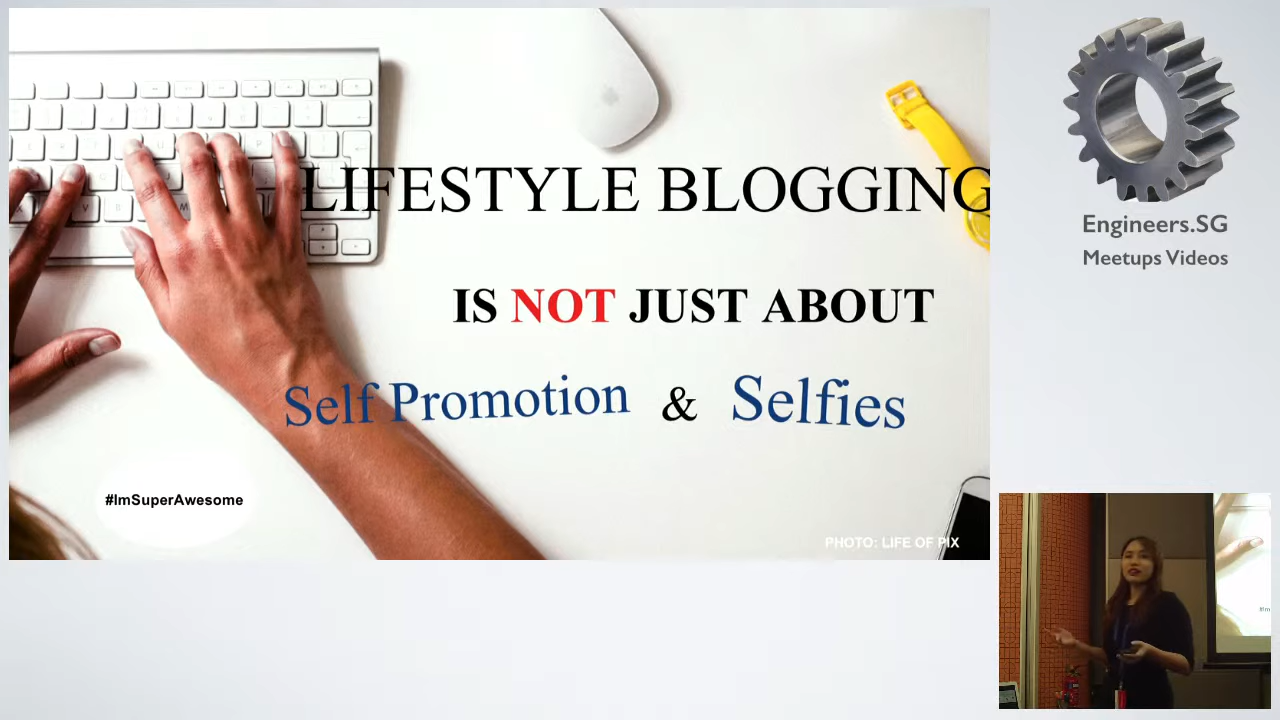 LIFESTYLE BLOGGING
IS NOT JUST ABOUT
Self Promotion & Selfies
#ImSuperAwesome
PHOTO: LIFE OF PIX
Engineers.SG
Meetups Videos